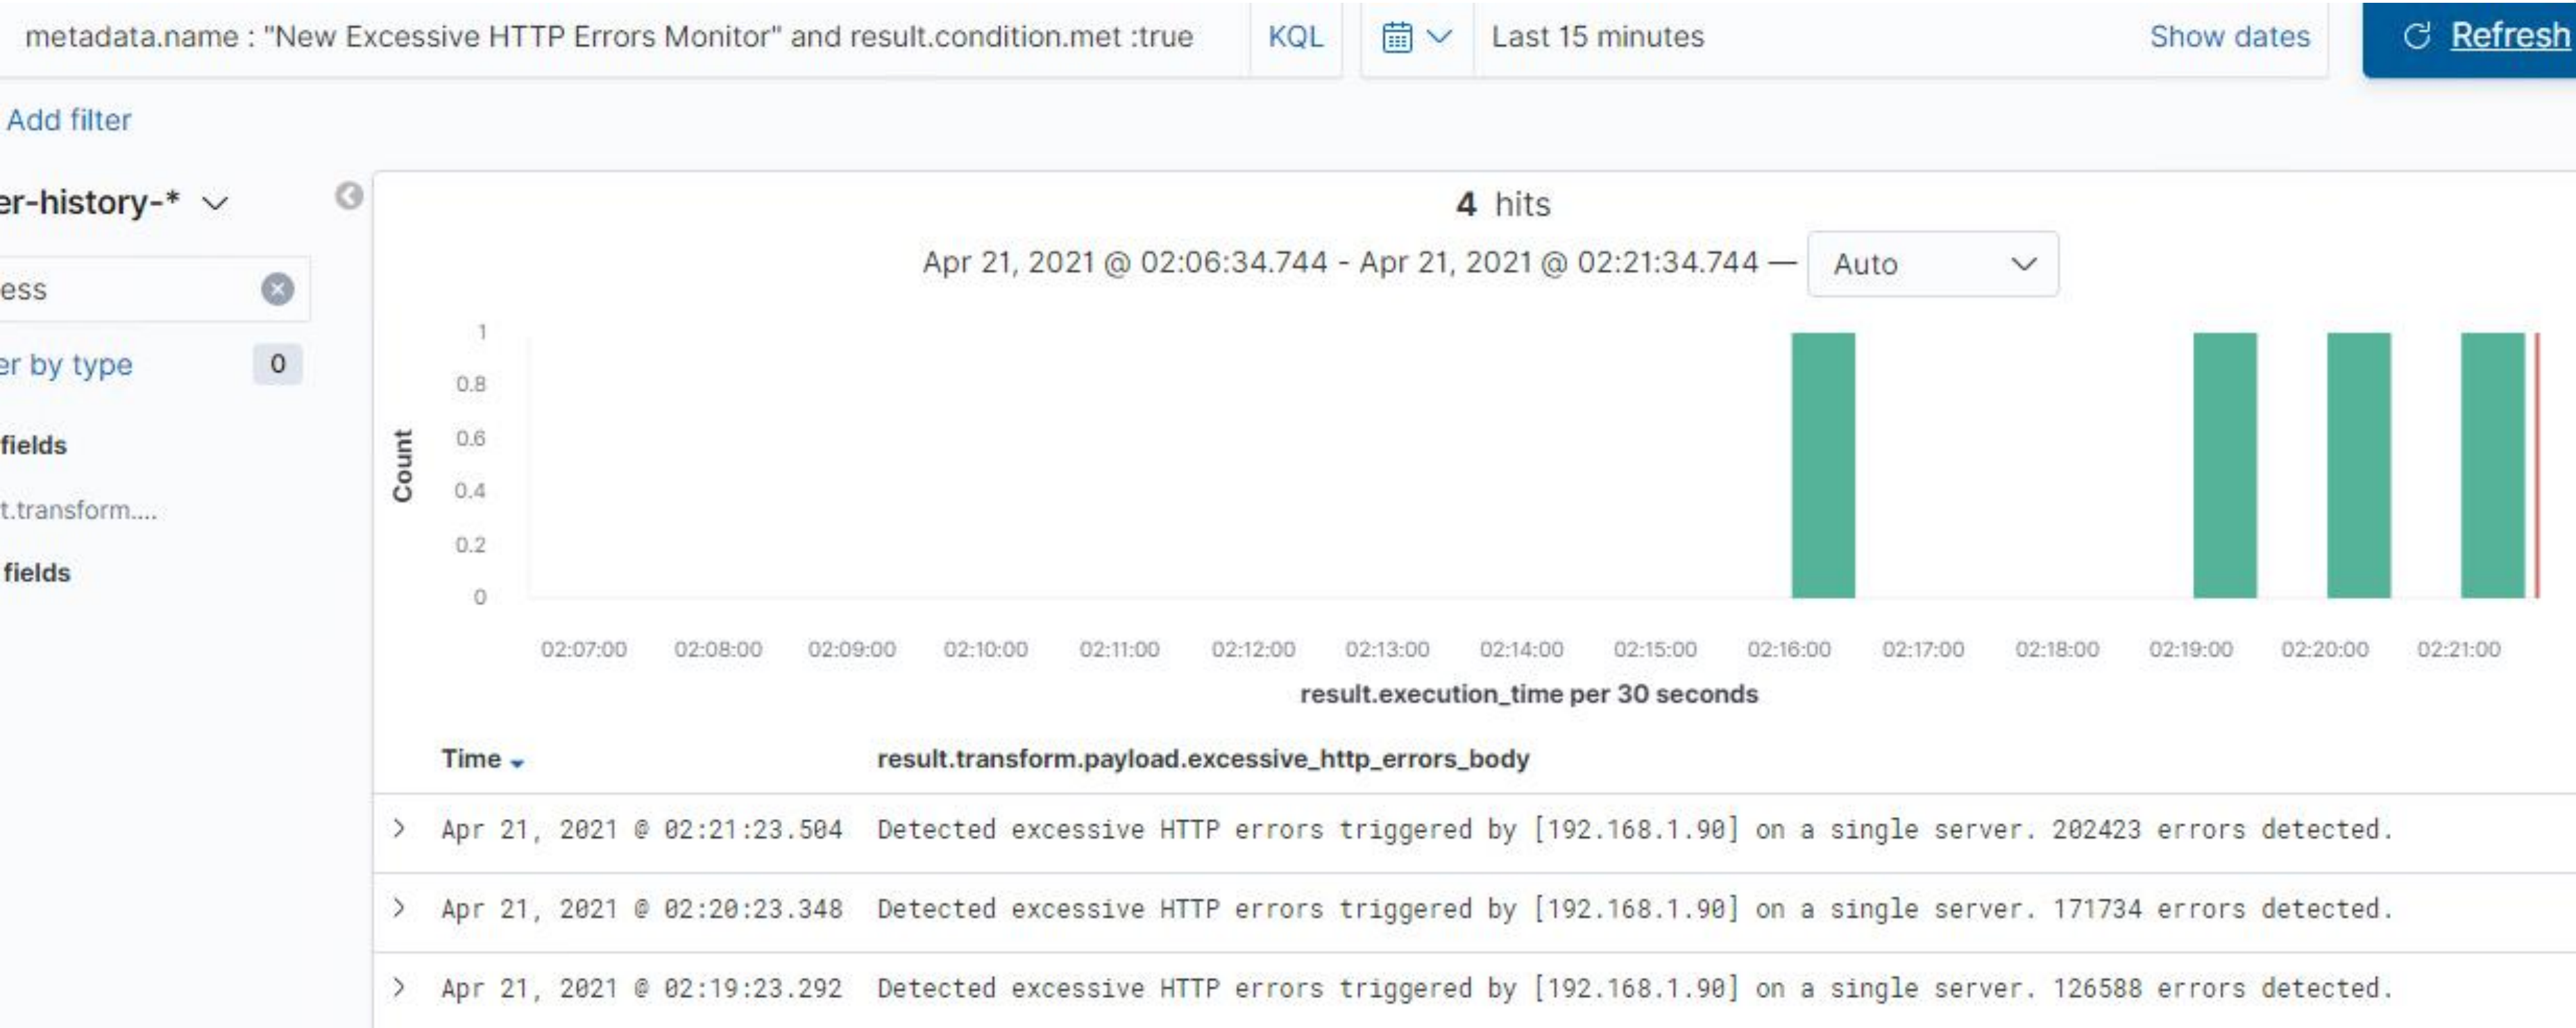 metadata.name : "New Excessive HTTP Errors Monitor" and result.condition.met :true KQL Last 15 minutes Show dates Refresh
Add filter
er-history-*
4 hits
Apr 21, 2021 @ 02:06:34.744 - Apr 21, 2021 @ 02:21:34.744 — Auto
ess
er by type 0
fields
t.transform....
fields
Count
1
0.8
0.6
0.4
0.2
0
02:07:00 02:08:00 02:09:00 02:10:00 02:11:00 02:12:00 02:13:00 02:14:00 02:15:00 02:16:00 02:17:00 02:18:00 02:19:00 02:20:00 02:21:00
result.execution_time per 30 seconds
Time result.transform.payload.excessive_http_errors_body
Apr 21, 2021 @ 02:21:23.504 Detected excessive HTTP errors triggered by [192.168.1.90] on a single server. 202423 errors detected.
Apr 21, 2021 @ 02:20:23.348 Detected excessive HTTP errors triggered by [192.168.1.90] on a single server. 171734 errors detected.
Apr 21, 2021 @ 02:19:23.292 Detected excessive HTTP errors triggered by [192.168.1.90] on a single server. 126588 errors detected.